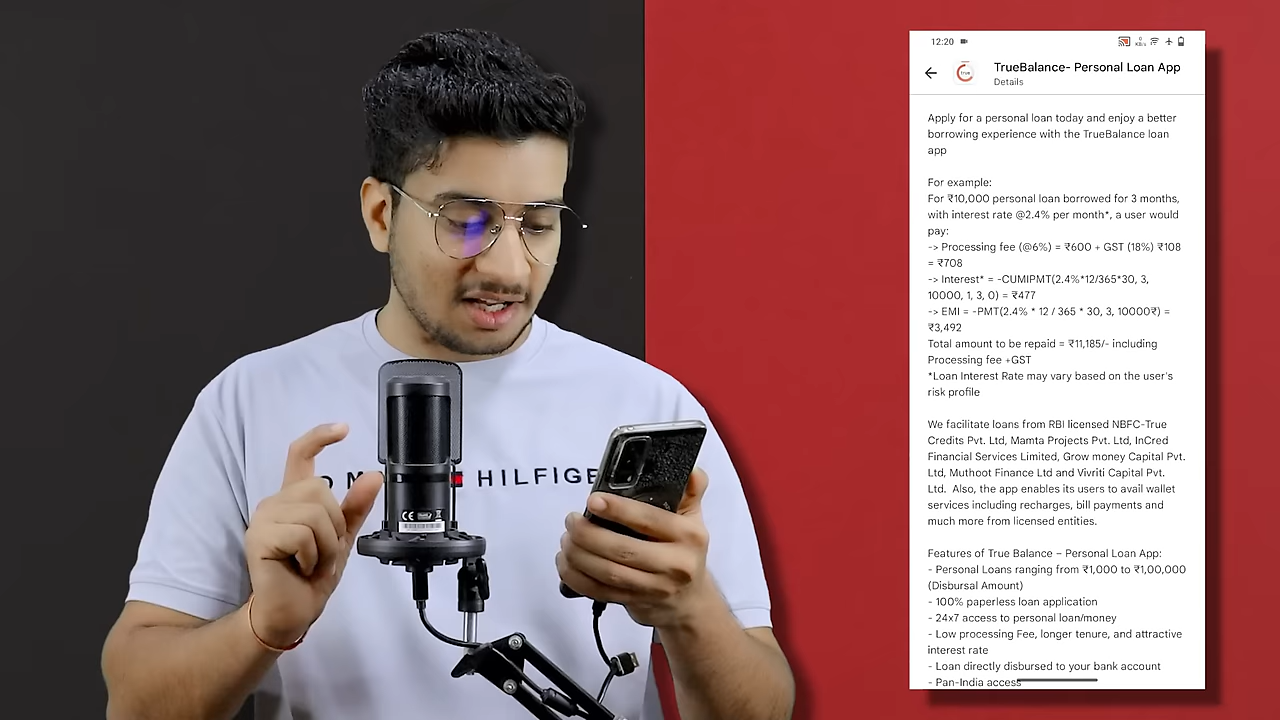 12:20
TrueBalance- Personal Loan App
Details
Apply for a personal loan today and enjoy a better
borrowing experience with the TrueBalance loan
app
For example:
For ₹10,000 personal loan borrowed for 3 months,
with interest rate @2.4% per month*, a user would
pay:
-> Processing fee (@6%) = ₹600 + GST (18%) ₹108
= ₹708
-> Interest* = -CUMIPMT(2.4%*12/365*30, 3,
10000, 1, 3, 0) = ₹477
-> EMI = -PMT(2.4% * 12 / 365 * 30, 3, 10000₹) =
₹3,492
Total amount to be repaid = ₹11,185/- including
Processing fee +GST
*Loan Interest Rate may vary based on the user's
risk profile
We facilitate loans from RBI licensed NBFC-True
Credits Pvt. Ltd, Mamta Projects Pvt. Ltd, InCred
Financial Services Limited, Grow money Capital Pvt.
Ltd, Muthoot Finance Ltd and Vivriti Capital Pvt.
Ltd. Also, the app enables its users to avail wallet
services including recharges, bill payments and
much more from licensed entities.
Features of True Balance – Personal Loan App:
- Personal Loans ranging from ₹1,000 to ₹1,00,000
(Disbursal Amount)
- 100% paperless loan application
- 24x7 access to personal loan/money
- Low processing Fee, longer tenure, and attractive
interest rate
- Loan directly disbursed to your bank account
- Pan-India access
HILFIGE
CE